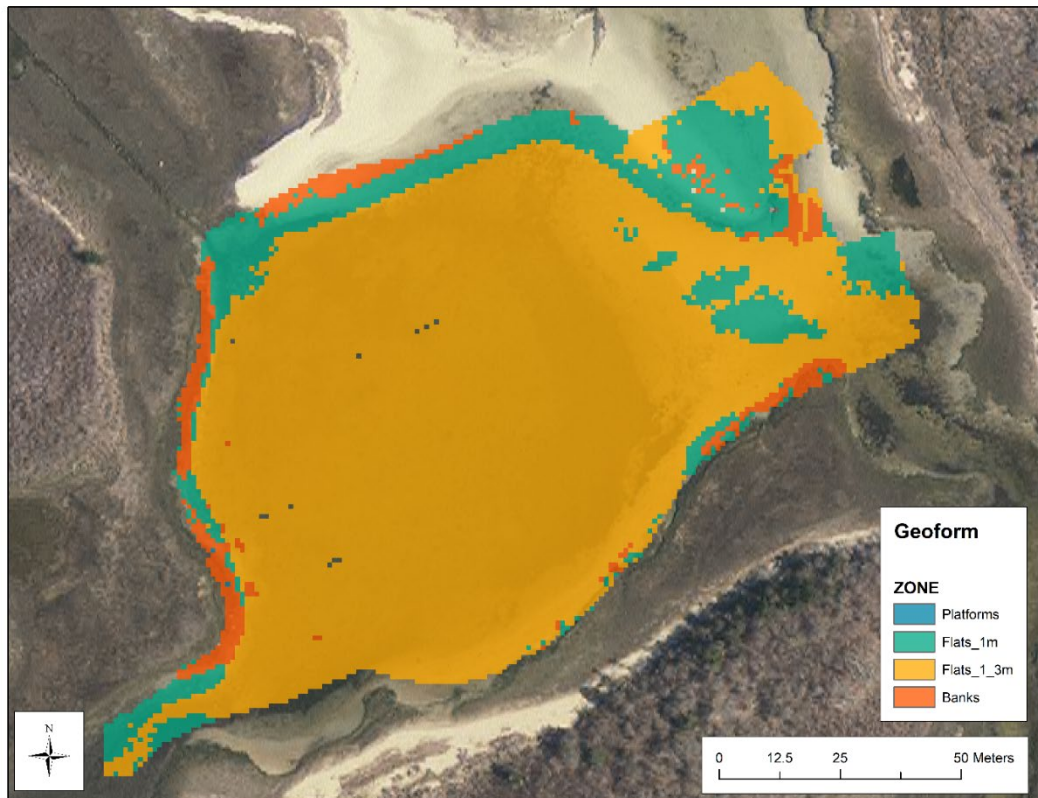 Geoform
ZONE
Platforms
Flats_1m
Flats_1_3m
Banks
N
0 12.5 25 50 Meters